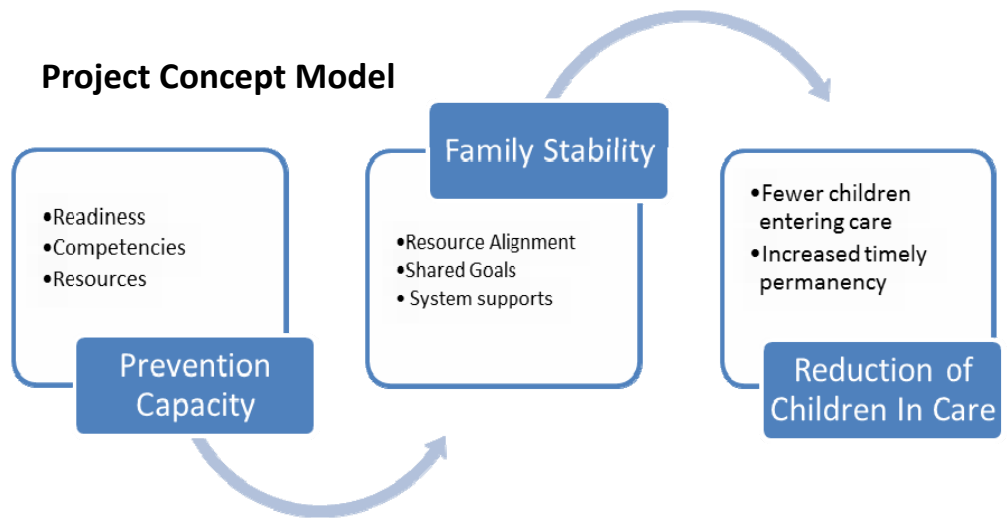 Project Concept Model
•Readiness
•Competencies
•Resources
Prevention
Capacity
Family Stability
•Resource Alignment
•Shared Goals
• System supports
•Fewer children
entering care
•Increased timely
permanency
Reduction of
Children In Care